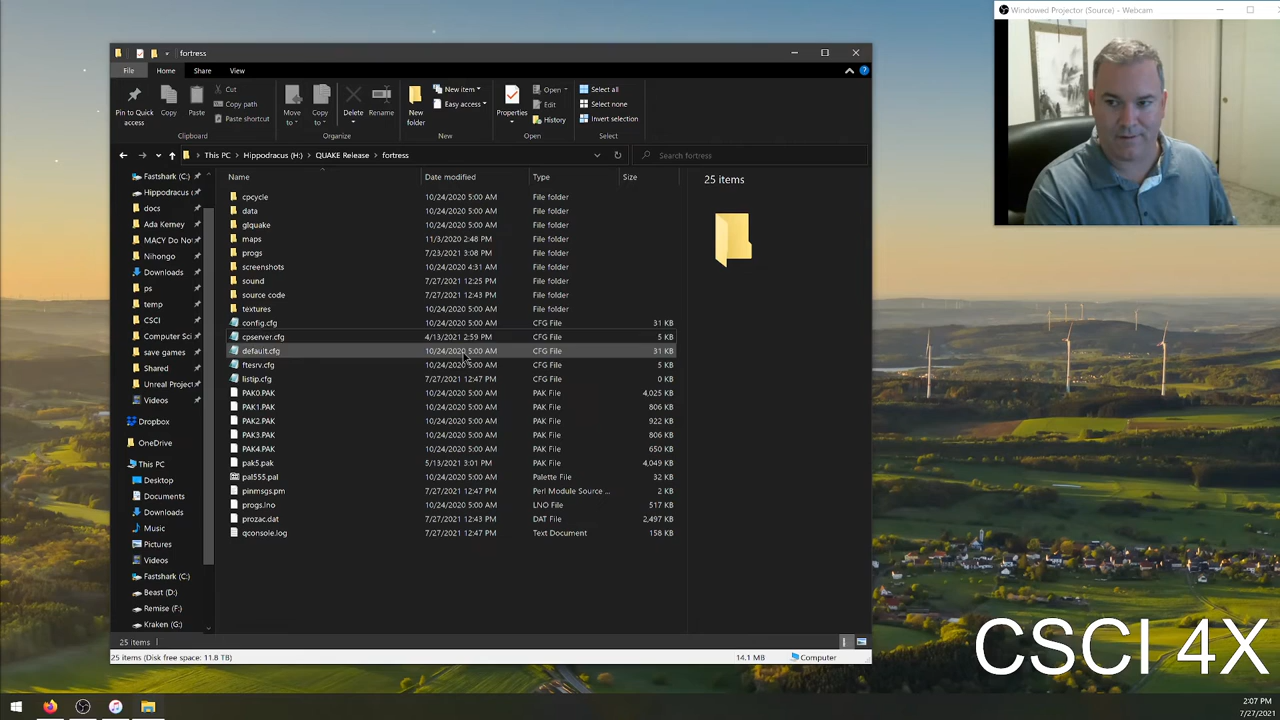 Windowed Projector (Source) - Webcam
fortress
File Home Share View
Pin to Quick access
Copy
Paste
Cut
Copy path
Paste shortcut
Clipboard
Move to
Copy to
Delete
Rename
Organize
New folder
New item
Easy access
New
Properties
Open
Edit
History
Open
Select all
Select none
Invert selection
Select
This PC > Hippodracus (H:) > QUAKE Release > fortress
Search fortress
Fastshark (C:)
Hippodracus (
docs
Ada Kerney
MACY Do No
Nihongo
Downloads
ps
temp
CSCI
Computer Sci
save games
Shared
Unreal Project
Videos
Dropbox
OneDrive
This PC
Desktop
Documents
Downloads
Music
Pictures
Videos
Fastshark (C:)
Beast (D:)
Remise (F:)
Kraken (G:)
Name Date modified Type Size
cpcycle 10/24/2020 5:00 AM File folder
data 10/24/2020 5:00 AM File folder
glquake 10/24/2020 5:00 AM File folder
maps 11/3/2020 2:48 PM File folder
progs 7/23/2021 3:08 PM File folder
screenshots 10/24/2020 4:31 AM File folder
sound 7/27/2021 12:25 PM File folder
source code 7/27/2021 12:43 PM File folder
textures 10/24/2020 5:00 AM File folder
config.cfg 10/24/2020 5:00 AM CFG File 31 KB
cpserver.cfg 4/13/2021 2:59 PM CFG File 5 KB
default.cfg 10/24/2020 5:00 AM CFG File 31 KB
ftesrv.cfg 10/24/2020 5:00 AM CFG File 5 KB
listip.cfg 7/27/2021 12:47 PM CFG File 0 KB
PAK0.PAK 10/24/2020 5:00 AM PAK File 4,025 KB
PAK1.PAK 10/24/2020 5:00 AM PAK File 806 KB
PAK2.PAK 10/24/2020 5:00 AM PAK File 922 KB
PAK3.PAK 10/24/2020 5:00 AM PAK File 806 KB
PAK4.PAK 10/24/2020 5:00 AM PAK File 650 KB
pak5.pak 5/13/2021 3:01 PM PAK File 4,049 KB
pal555.pal 10/24/2020 5:00 AM Palette File 32 KB
pinmsgs.pm 7/27/2021 12:47 PM Perl Module Source ... 2 KB
progs.lno 10/24/2020 5:00 AM LNO File 517 KB
prozac.dat 7/27/2021 12:43 PM DAT File 2,497 KB
qconsole.log 7/27/2021 12:47 PM Text Document 158 KB
25 items
25 items
25 items (Disk free space: 11.8 TB) 14.1 MB Computer
CSCI 4X
2:07 PM
7/27/2021